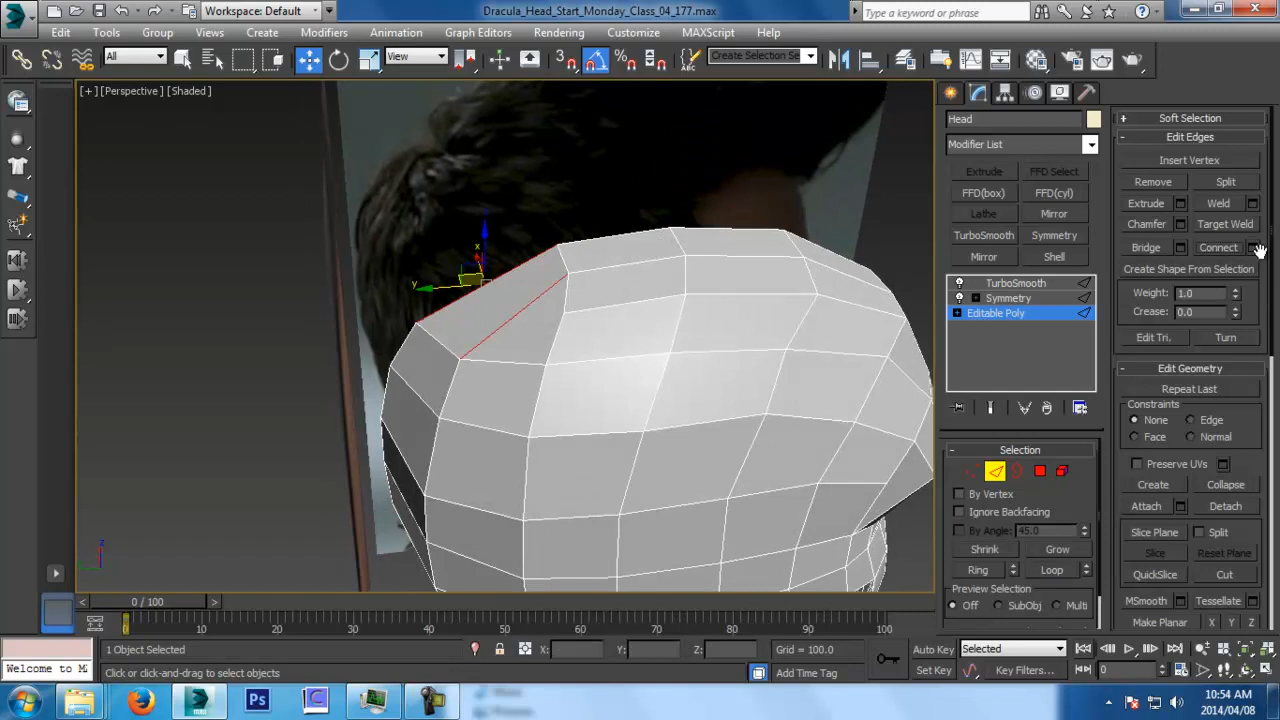 Workspace: Default
Dracula_Head_Start_Monday_Class_04_177.max
Type a keyword or phrase
Edit Tools Group Views Create Modifiers Animation Graph Editors Rendering Customize MAXScript Help
All
View
3
Create Selection Se
[+] [Perspective] [Shaded]
x
y
z
Head
Modifier List
Extrude FFD Select
FFD(box) FFD(cyl)
Lathe Mirror
TurboSmooth Symmetry
Mirror Shell
TurboSmooth
Symmetry
Editable Poly
Selection
By Vertex
Ignore Backfacing
By Angle: 45.0
Shrink Grow
Ring Loop
Preview Selection
Off SubObj Multi
Soft Selection
Edit Edges
Insert Vertex
Remove Split
Extrude Weld
Chamfer Target Weld
Bridge Connect
Create Shape From Selection
Weight: 1.0
Crease: 0.0
Edit Tri. Turn
Edit Geometry
Repeat Last
Constraints
None Edge
Face Normal
Preserve UVs
Create Collapse
Attach Detach
Slice Plane Split
Slice Reset Plane
QuickSlice Cut
MSmooth Tessellate
Make Planar X Y Z
0 / 100
0 10 20 30 40 50 60 70 80 90 100
1 Object Selected
X: Y: Z: Grid = 100.0
Auto Key Selected
Welcome to M
Click or click-and-drag to select objects
Add Time Tag
Set Key Key Filters...
0
Ps
10:54 AM
2014/04/08